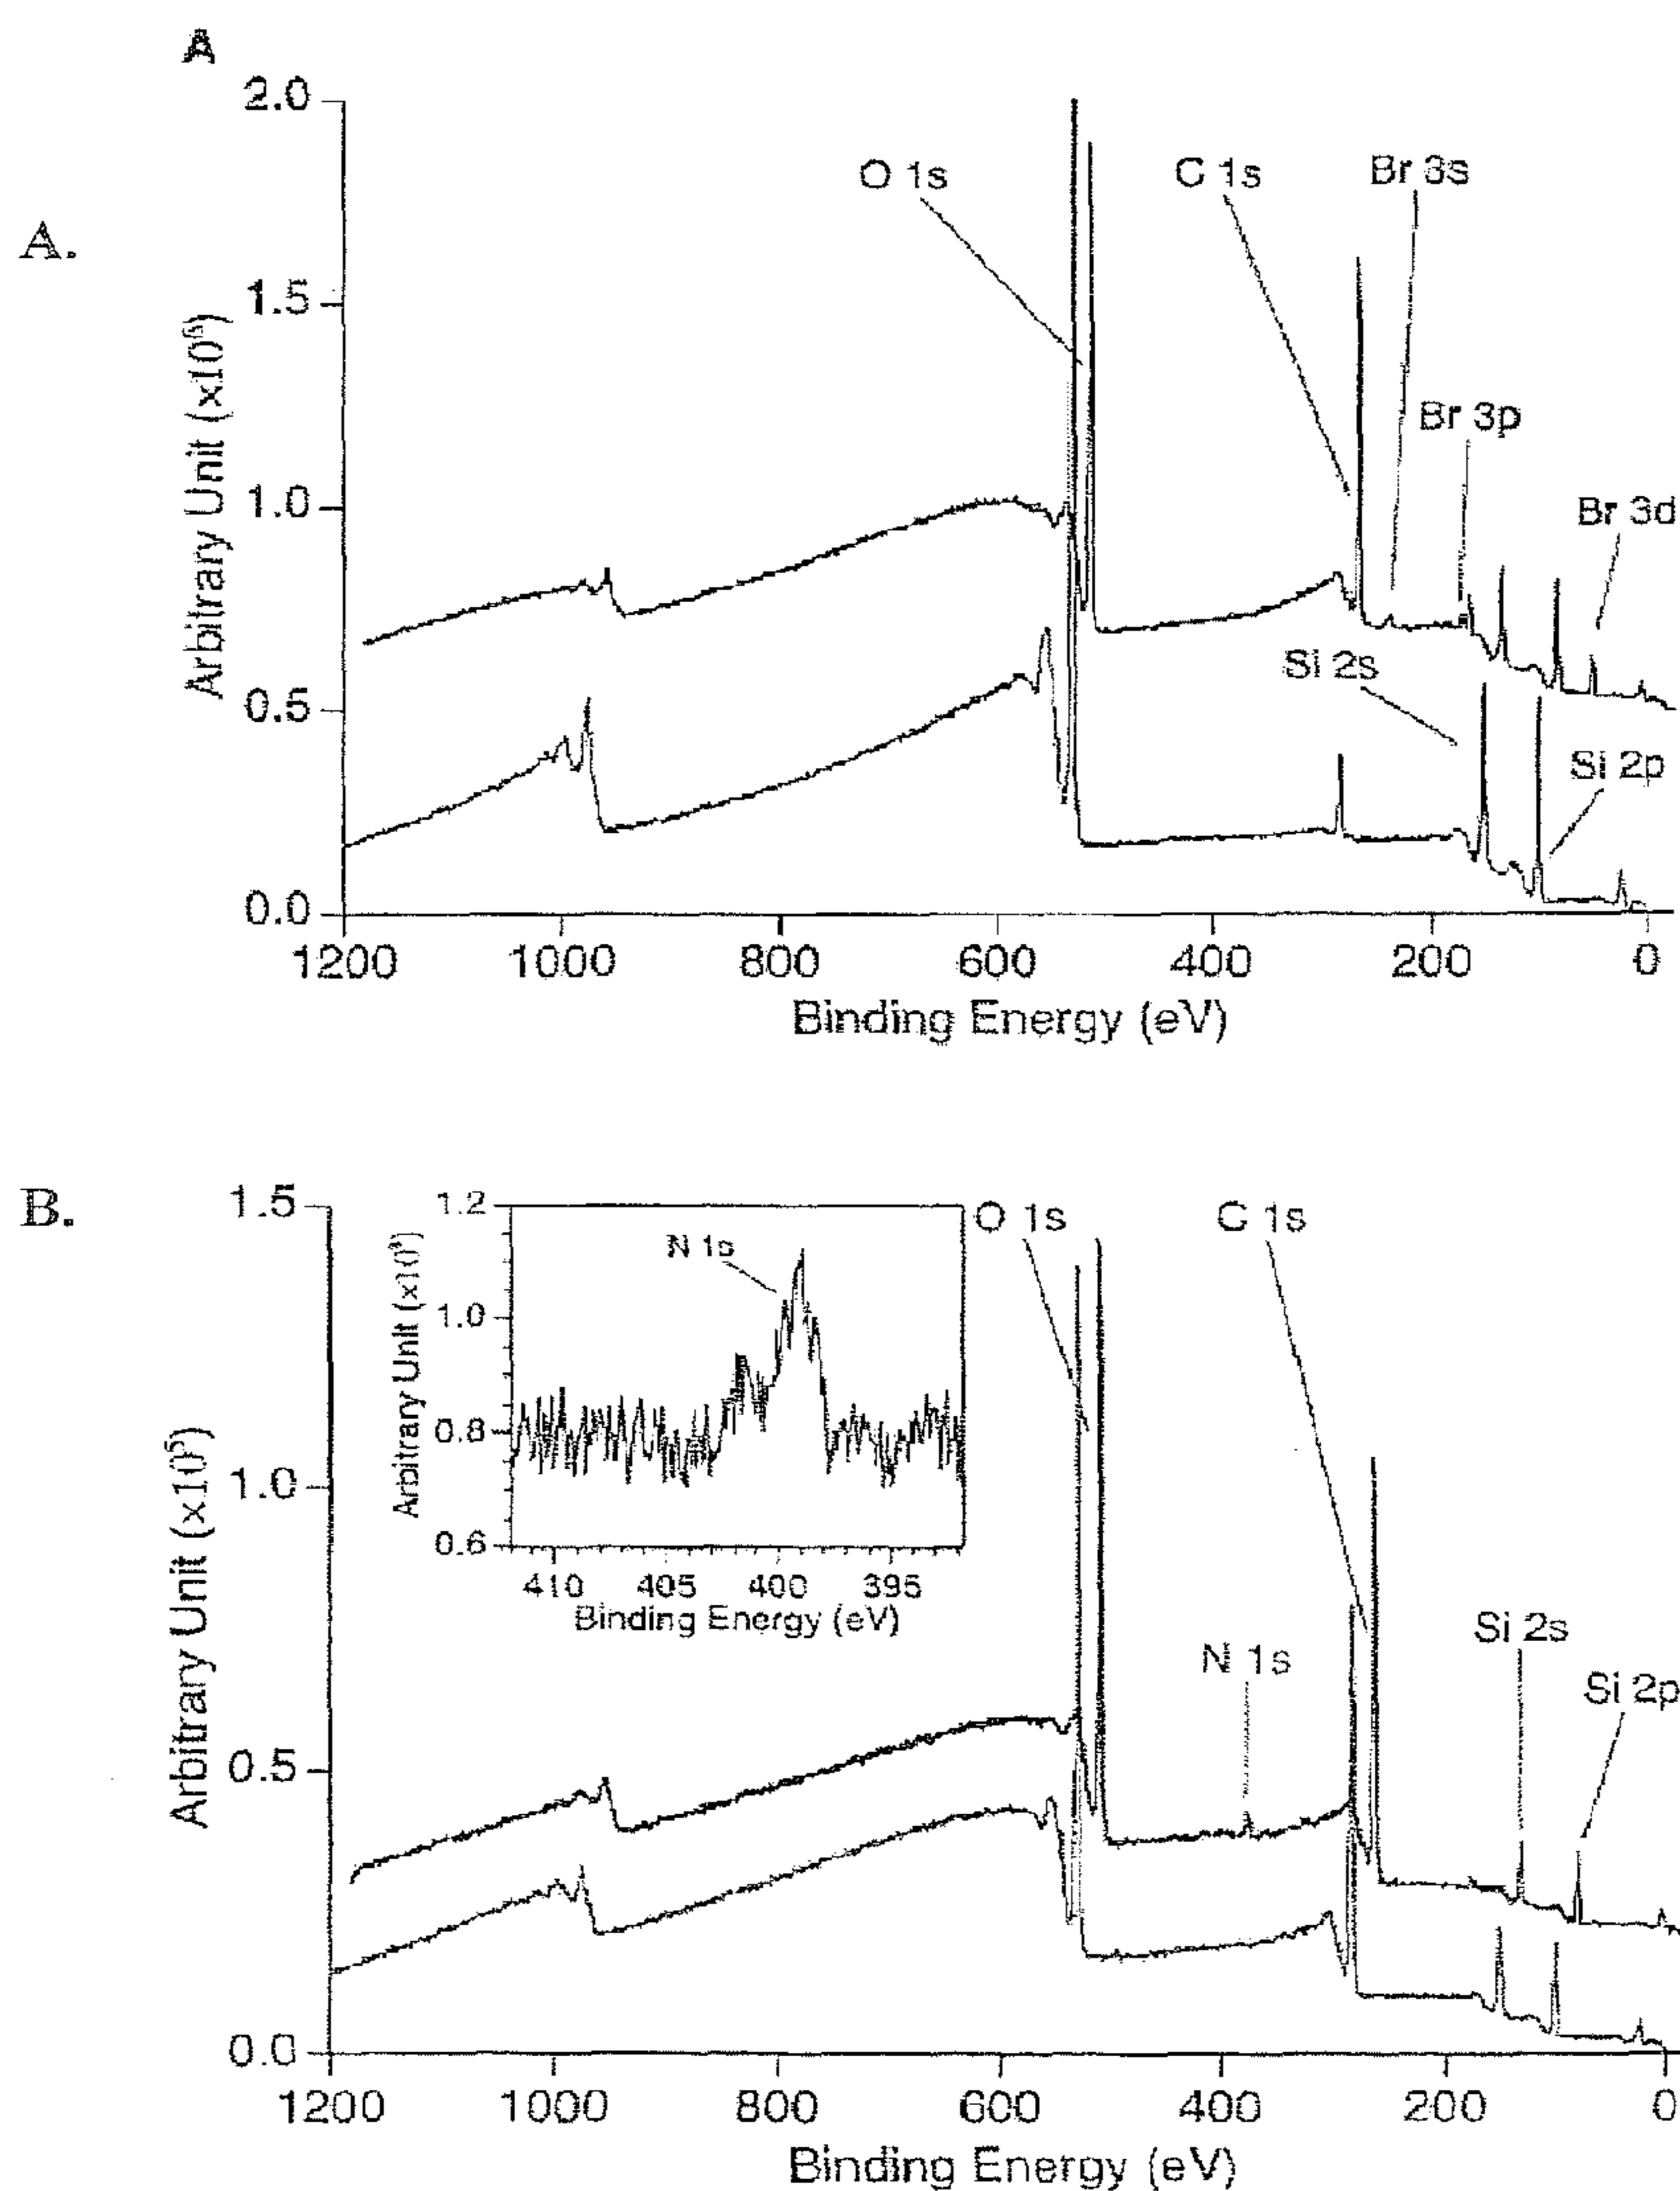 A
A.
2.0
1.5
1.0
0.5
0.0
Arbitrary Unit (×10⁵)
O 1s
C 1s
Br 3s
Br 3p
Br 3d
Si 2s
Si 2p
1200 1000 800 600 400 200 0
Binding Energy (eV)
B.
1.5
1.0
0.5
0.0
Arbitrary Unit (×10⁵)
1.2
1.0
0.8
0.6
Arbitrary Unit (×10³)
N 1s
410 405 400 395
Binding Energy (eV)
O 1s
C 1s
N 1s
Si 2s
Si 2p
1200 1000 800 600 400 200 0
Binding Energy (eV)